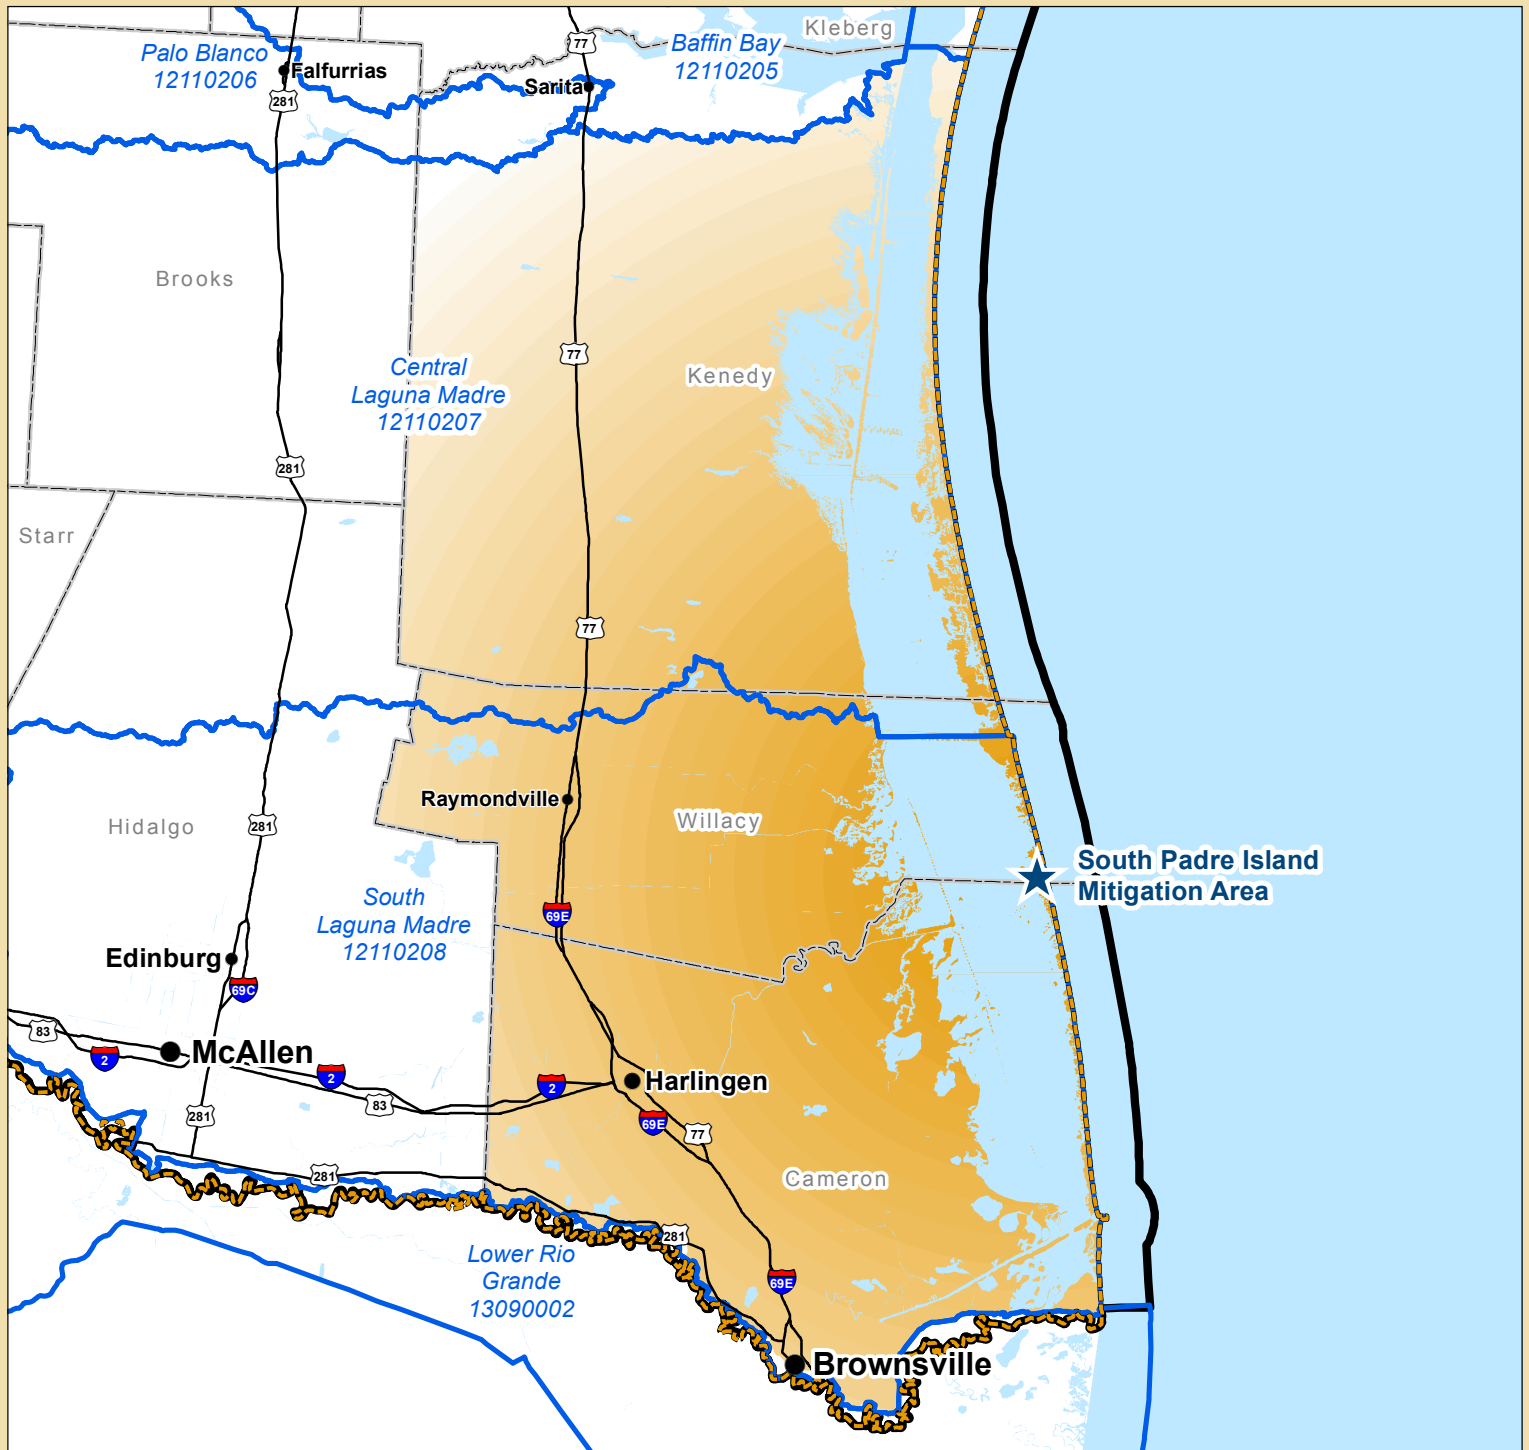 Kleberg
77
Palo Blanco
12110206
Baffin Bay
12110205
Falfurrias
Sarita
281
Brooks
77
Central
Laguna Madre
12110207
Kenedy
281
Starr
77
Raymondville
Willacy
Hidalgo
281
South Padre Island
Mitigation Area
South
Laguna Madre
12110208
69E
Edinburg
69C
83
McAllen
2
2
2
Harlingen
83
281
69E
77
281
Cameron
281
Lower Rio
Grande
13090002
69E
Brownsville